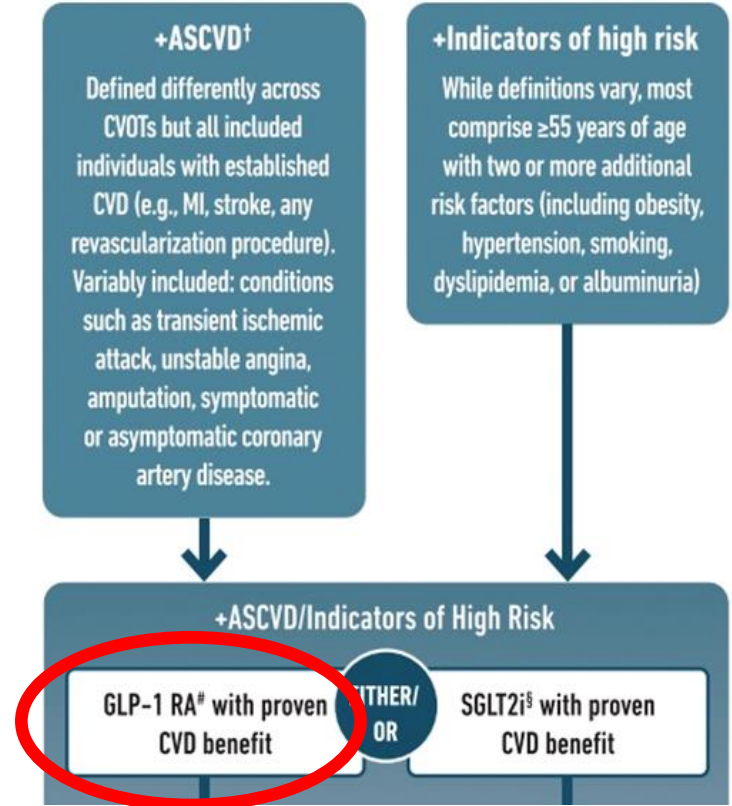 +ASCVD†
Defined differently across
CVOTs but all included
individuals with established
CVD (e.g., MI, stroke, any
revascularization procedure).
Variably included: conditions
such as transient ischemic
attack, unstable angina,
amputation, symptomatic
or asymptomatic coronary
artery disease.
+Indicators of high risk
While definitions vary, most
comprise ≥55 years of age
with two or more additional
risk factors (including obesity,
hypertension, smoking,
dyslipidemia, or albuminuria)
+ASCVD/Indicators of High Risk
GLP-1 RA# with proven
CVD benefit
EITHER/
OR
SGLT2i§ with proven
CVD benefit